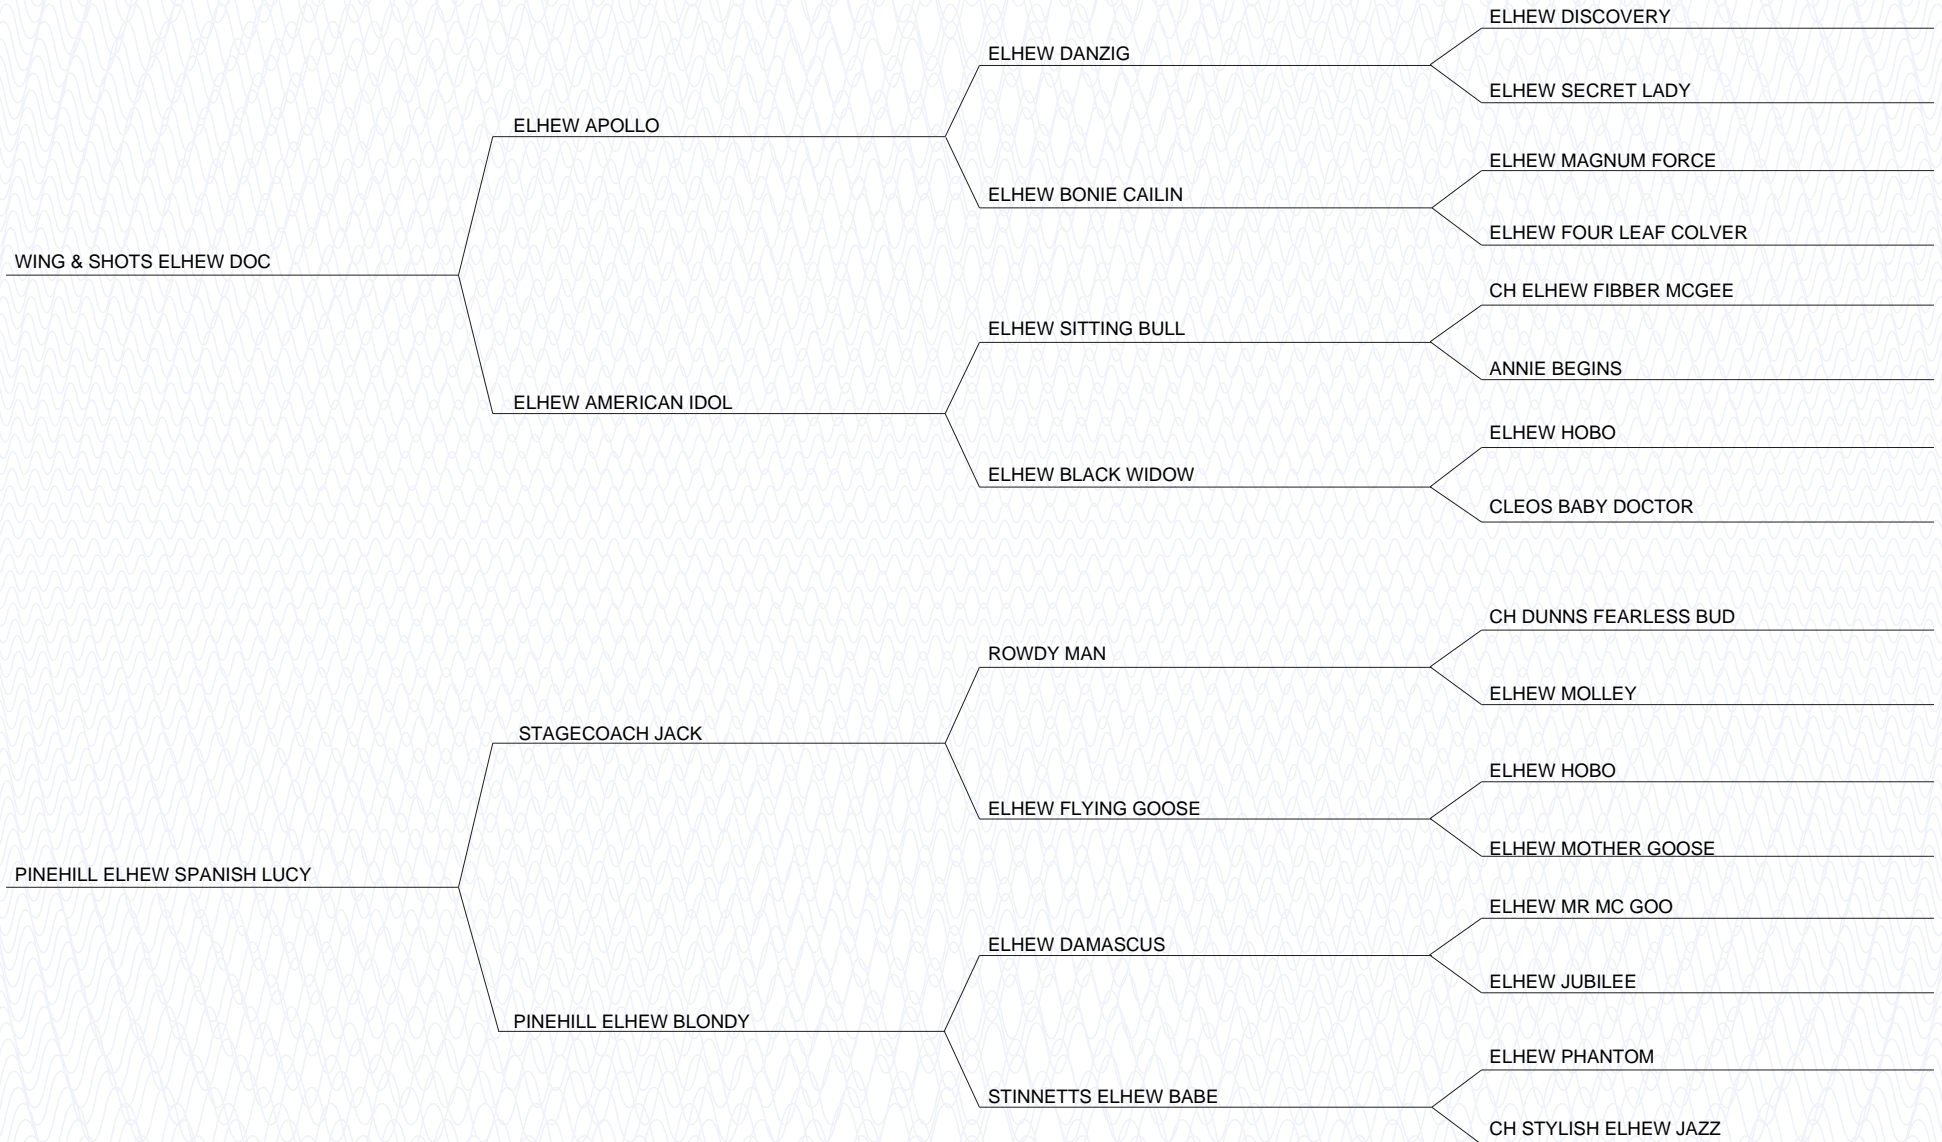 ELHEW DISCOVERY
ELHEW DANZIG
ELHEW SECRET LADY
ELHEW APOLLO
ELHEW MAGNUM FORCE
ELHEW BONIE CAILIN
ELHEW FOUR LEAF COLVER
WING & SHOTS ELHEW DOC
CH ELHEW FIBBER MCGEE
ELHEW SITTING BULL
ANNIE BEGINS
ELHEW AMERICAN IDOL
ELHEW HOBO
ELHEW BLACK WIDOW
CLEOS BABY DOCTOR
CH DUNNS FEARLESS BUD
ROWDY MAN
ELHEW MOLLEY
STAGECOACH JACK
ELHEW HOBO
ELHEW FLYING GOOSE
ELHEW MOTHER GOOSE
PINEHILL ELHEW SPANISH LUCY
ELHEW MR MC GOO
ELHEW DAMASCUS
ELHEW JUBILEE
PINEHILL ELHEW BLONDY
ELHEW PHANTOM
STINNETTS ELHEW BABE
CH STYLISH ELHEW JAZZ